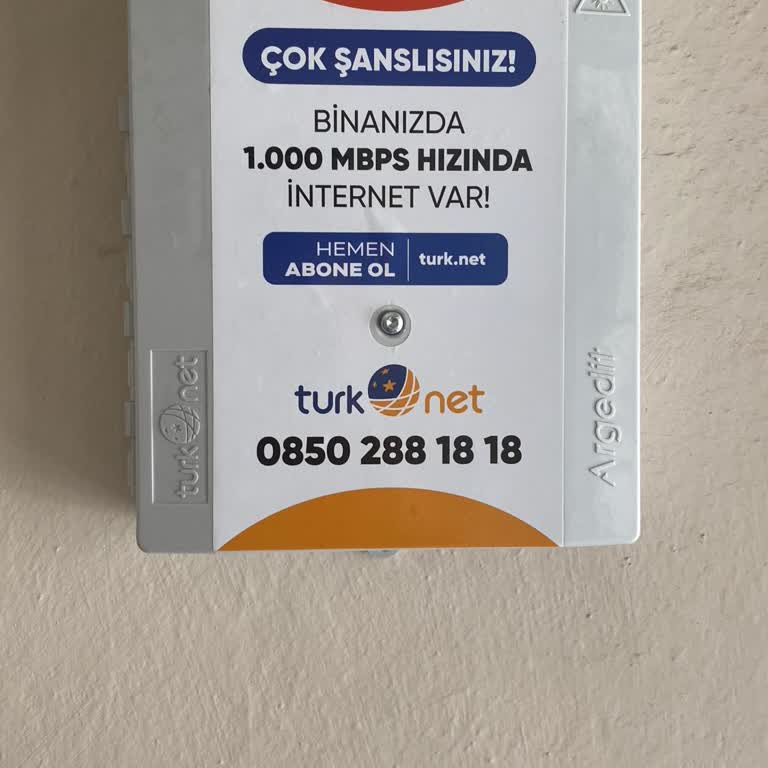 ÇOK ŞANSLISINIZ!
BİNANIZDA
1.000 MBPS HIZINDA
İNTERNET VAR!
HEMEN
ABONE OL
turk.net
turk net
0850 288 18 18
turk net
Argeditt